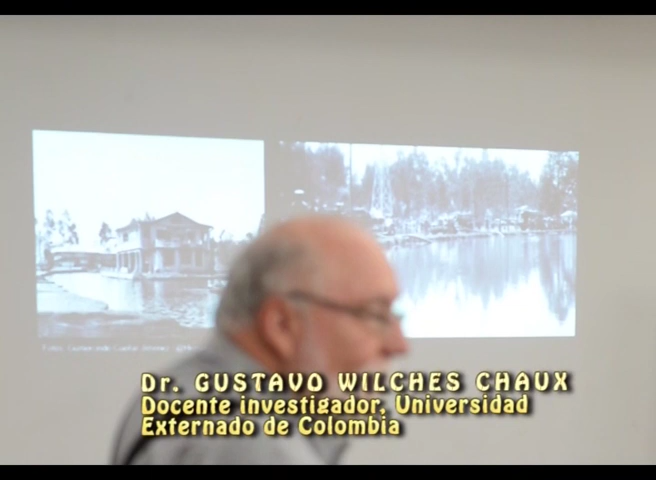 Dr. GUSTAVO WILCHES CHAUX
Docente investigador, Universidad
Externado de Colombia